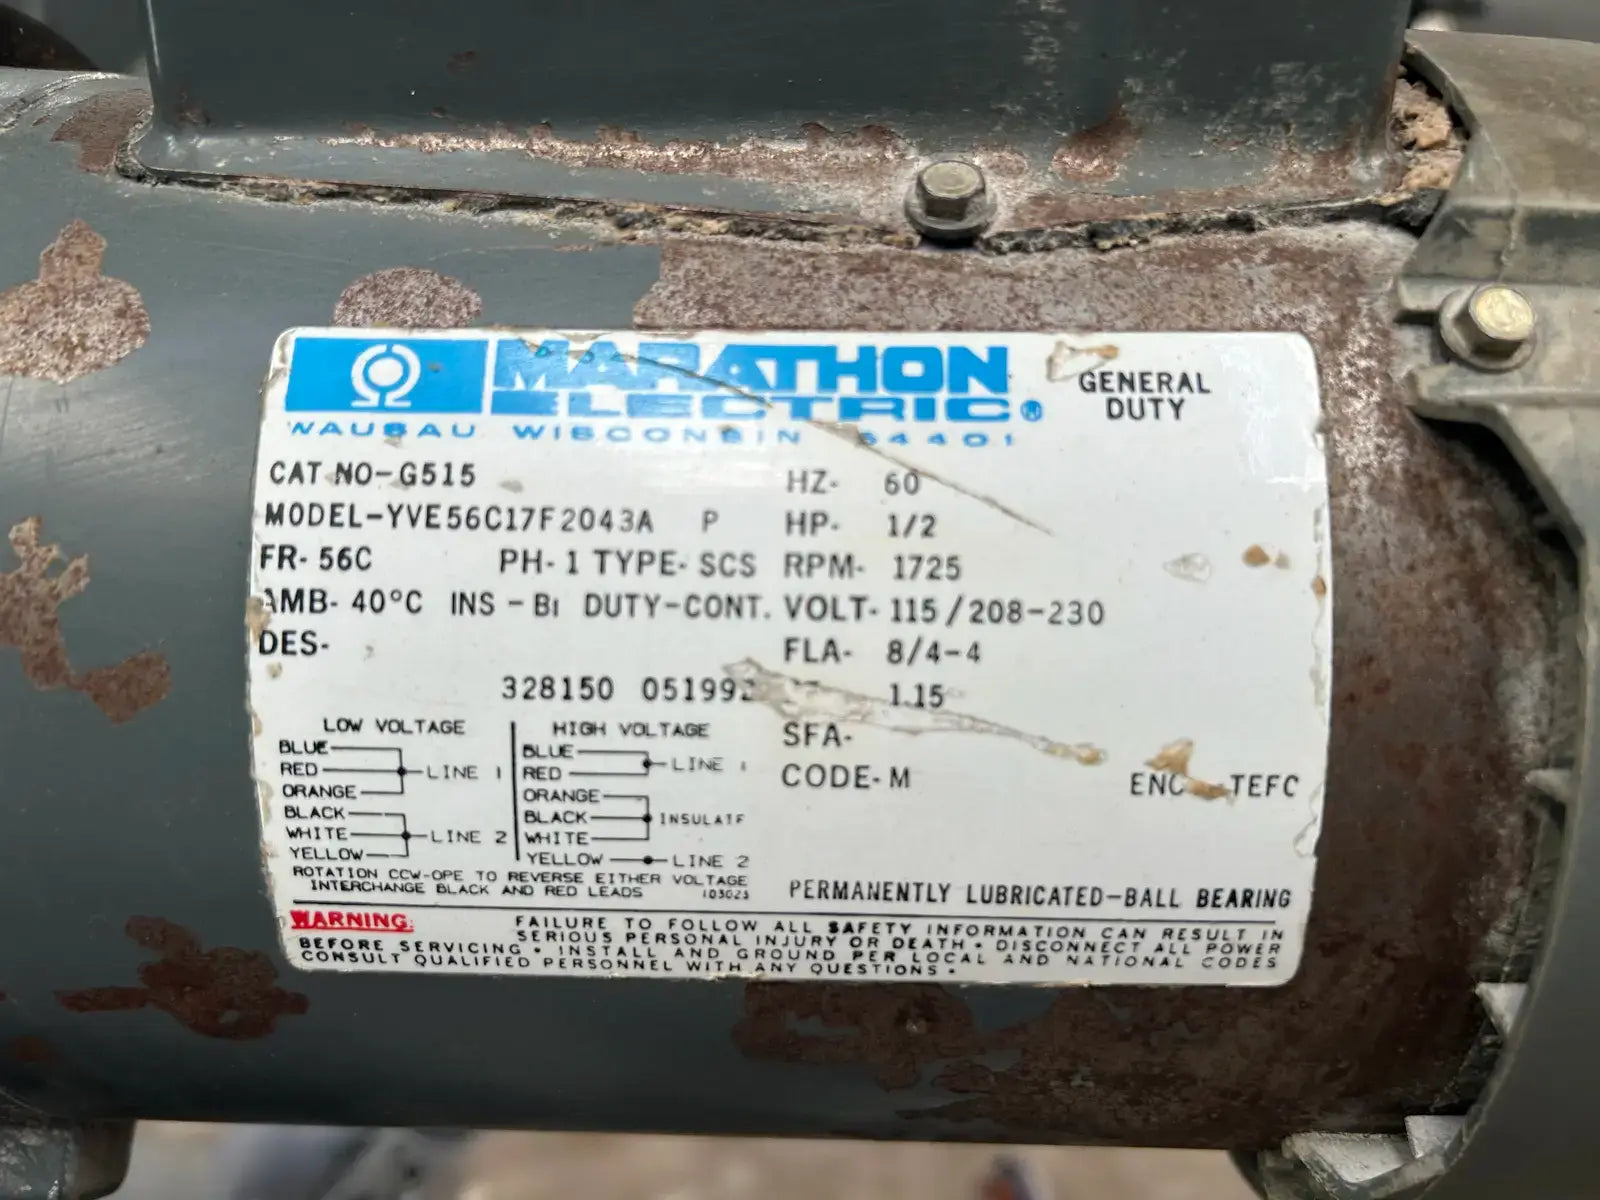 MARATHON
ELECTRIC®
WAUSAU WISCONSIN 54401
GENERAL
DUTY
CAT NO-G515
MODEL-YVE56C17F2043A P
FR- 56C PH- 1 TYPE- SCS
AMB- 40°C INS - B DUTY-CONT.
DES-
328150
HZ- 60
HP- 1/2
RPM- 1725
VOLT- 115/208-230
FLA- 8/4-4
1.15
SFA-
CODE- M
ENC TEFC
LOW VOLTAGE
BLUE
RED
ORANGE
LINE 1
BLACK
WHITE
YELLOW
LINE 2
HIGH VOLTAGE
BLUE
RED
LINE 1
ORANGE
BLACK
WHITE
INSULATE
YELLOW LINE 2
ROTATION CCW-OPE TO REVERSE EITHER VOLTAGE
INTERCHANGE BLACK AND RED LEADS
PERMANENTLY LUBRICATED-BALL BEARING
WARNING: FAILURE TO FOLLOW ALL SAFETY INFORMATION CAN RESULT IN
SERIOUS PERSONAL INJURY OR DEATH • DISCONNECT ALL POWER
BEFORE SERVICING • INSTALL AND GROUND PER LOCAL AND NATIONAL CODES
CONSULT QUALIFIED PERSONNEL WITH ANY QUESTIONS •